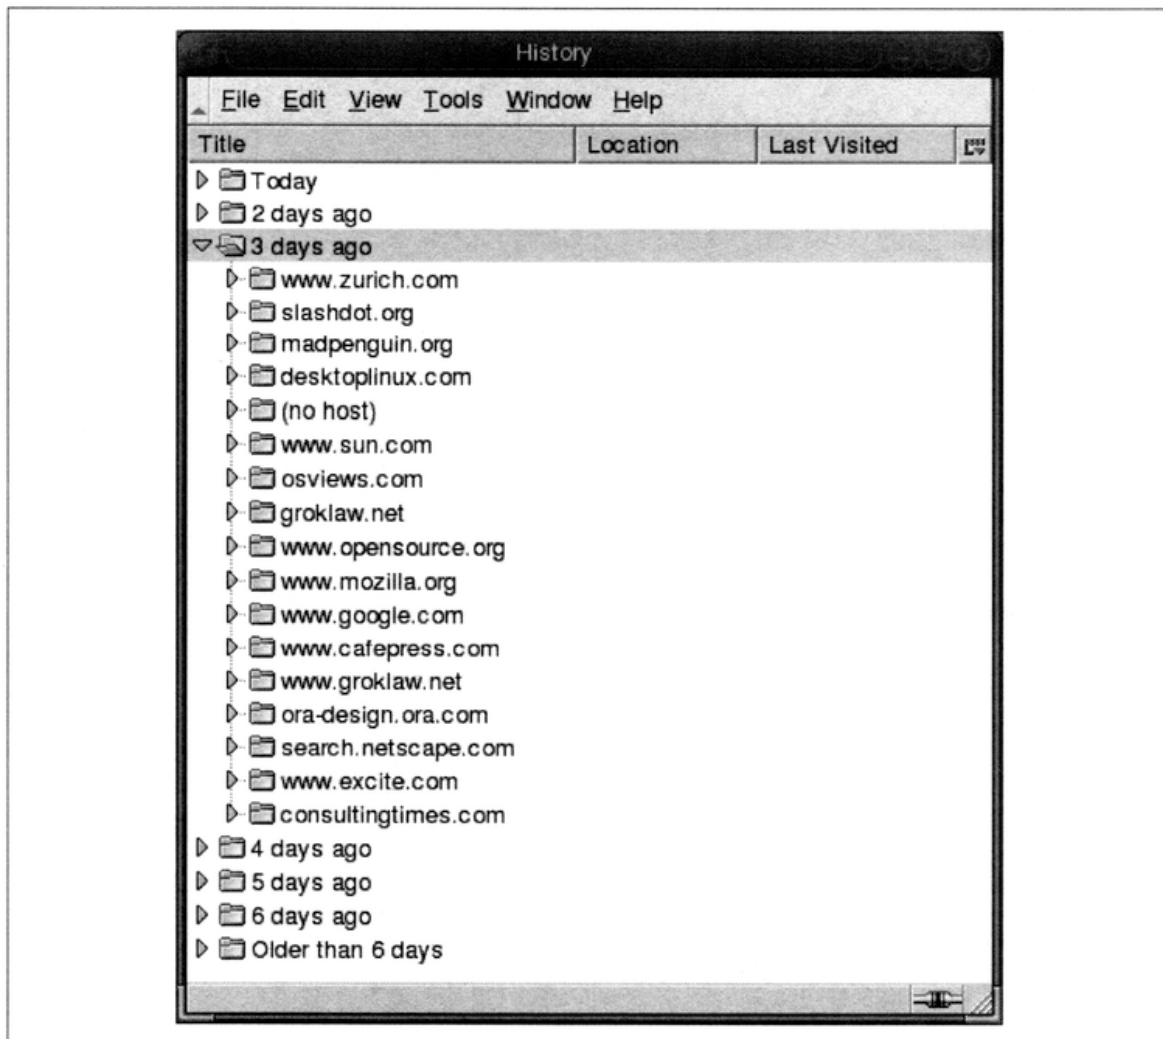 History
File Edit View Tools Window Help
Title Location Last Visited
Today
2 days ago
3 days ago
www.zurich.com
slashdot.org
madpenguin.org
desktoplinux.com
(no host)
www.sun.com
osviews.com
groklaw.net
www.opensource.org
www.mozilla.org
www.google.com
www.cafepress.com
www.groklaw.net
ora-design.ora.com
search.netscape.com
www.excite.com
consultingtimes.com
4 days ago
5 days ago
6 days ago
Older than 6 days